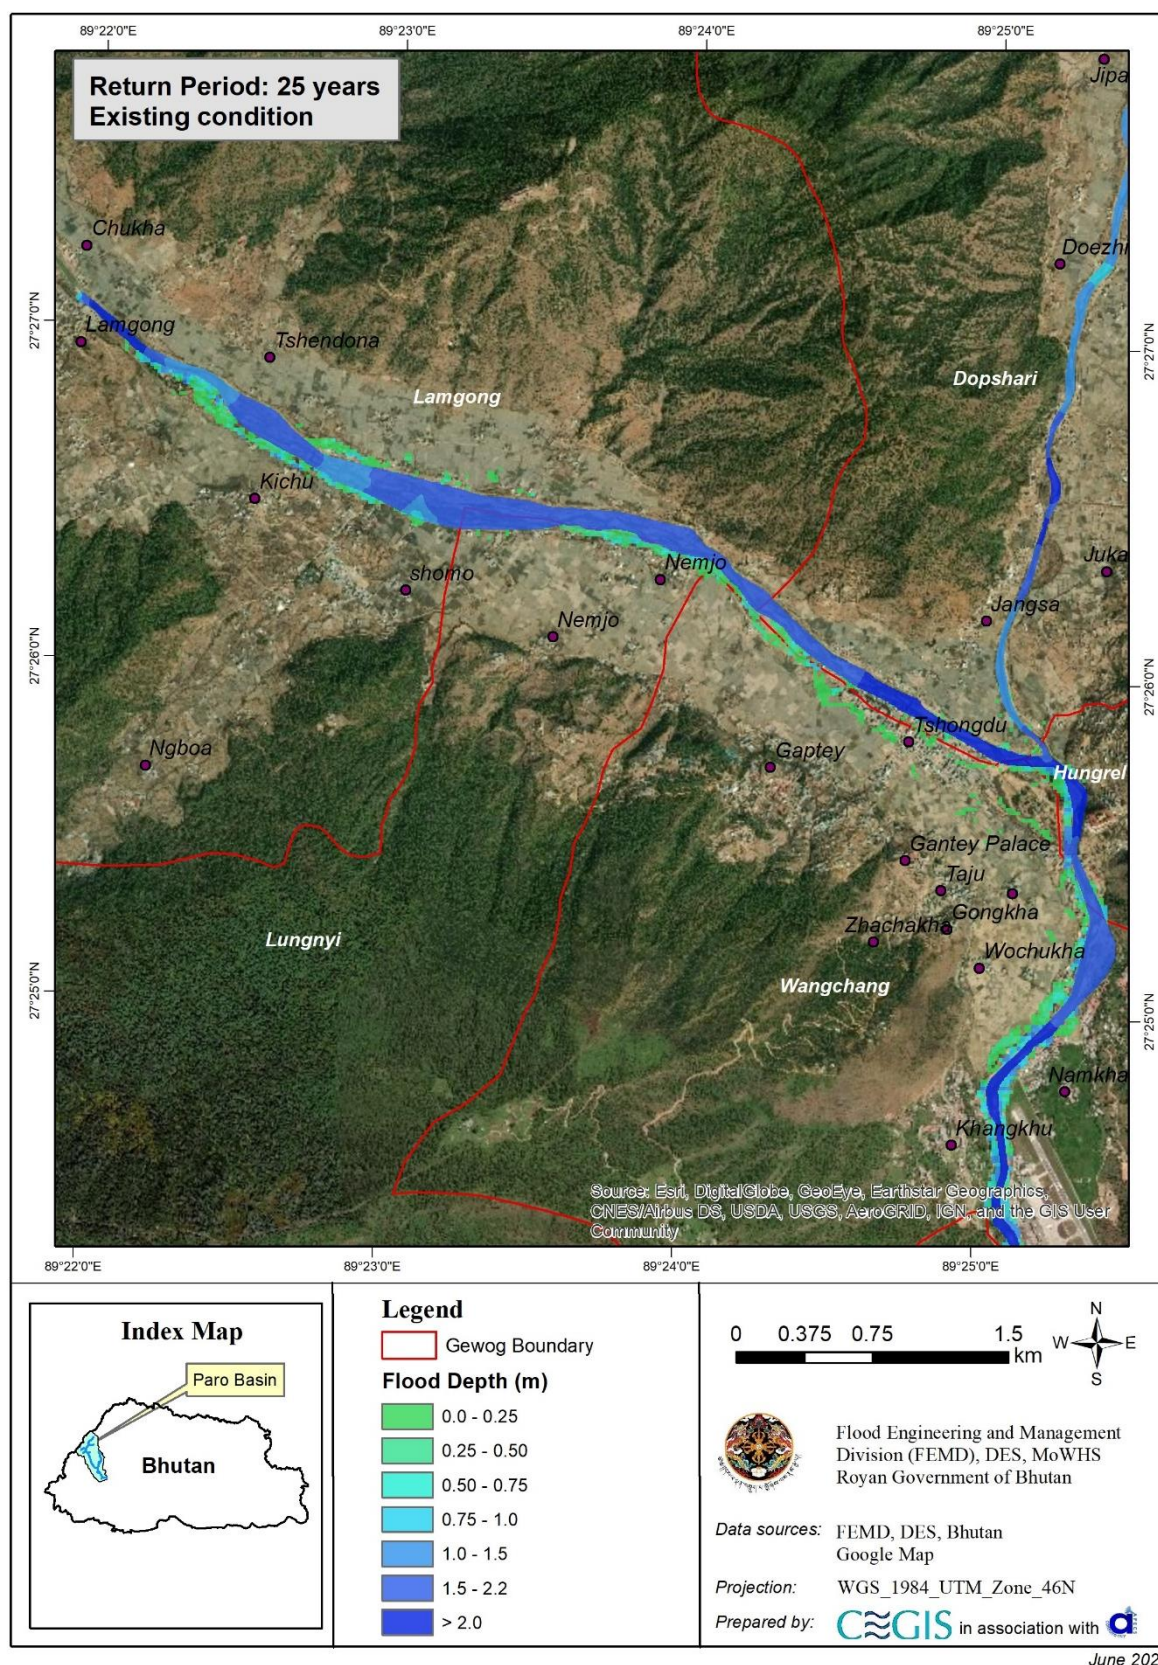 89°22'0"E
89°23'0"E
89°24'0"E
89°25'0"E
Return Period: 25 years
Existing condition
Jipa
Chukha
Doezhi
27°27'0"N
Lamgong
Tshendona
27°27'0"N
Dopshari
Lamgong
Kichu
Nemjo
Juka
shomo
Jangsa
Nemjo
27°26'0"N
27°26'0"N
Tshongdu
Ngboa
Gaptey
Hungrel
Gantey Palace
Taju
Gongkha
Zhachakha
Lungnyi
Wochukha
Wangchang
27°25'0"N
27°25'0"N
Namkha
Khangkhu
Source: Esri, DigitalGlobe, GeoEye, Earthstar Geographics,
CNES/Airbus DS, USDA, USGS, AeroGRID, IGN, and the GIS User
Community
89°22'0"E
89°23'0"E
89°24'0"E
89°25'0"E
Index Map
Paro Basin
Bhutan
Legend
Gewog Boundary
Flood Depth (m)
0.0 - 0.25
0.25 - 0.50
0.50 - 0.75
0.75 - 1.0
1.0 - 1.5
1.5 - 2.2
> 2.0
0 0.375 0.75 1.5
km
N
W E
S
Flood Engineering and Management
Division (FEMD), DES, MoWHS
Royan Government of Bhutan
Data sources: FEMD, DES, Bhutan
Google Map
Projection: WGS_1984_UTM_Zone_46N
Prepared by: CEGIS in association with
June 202